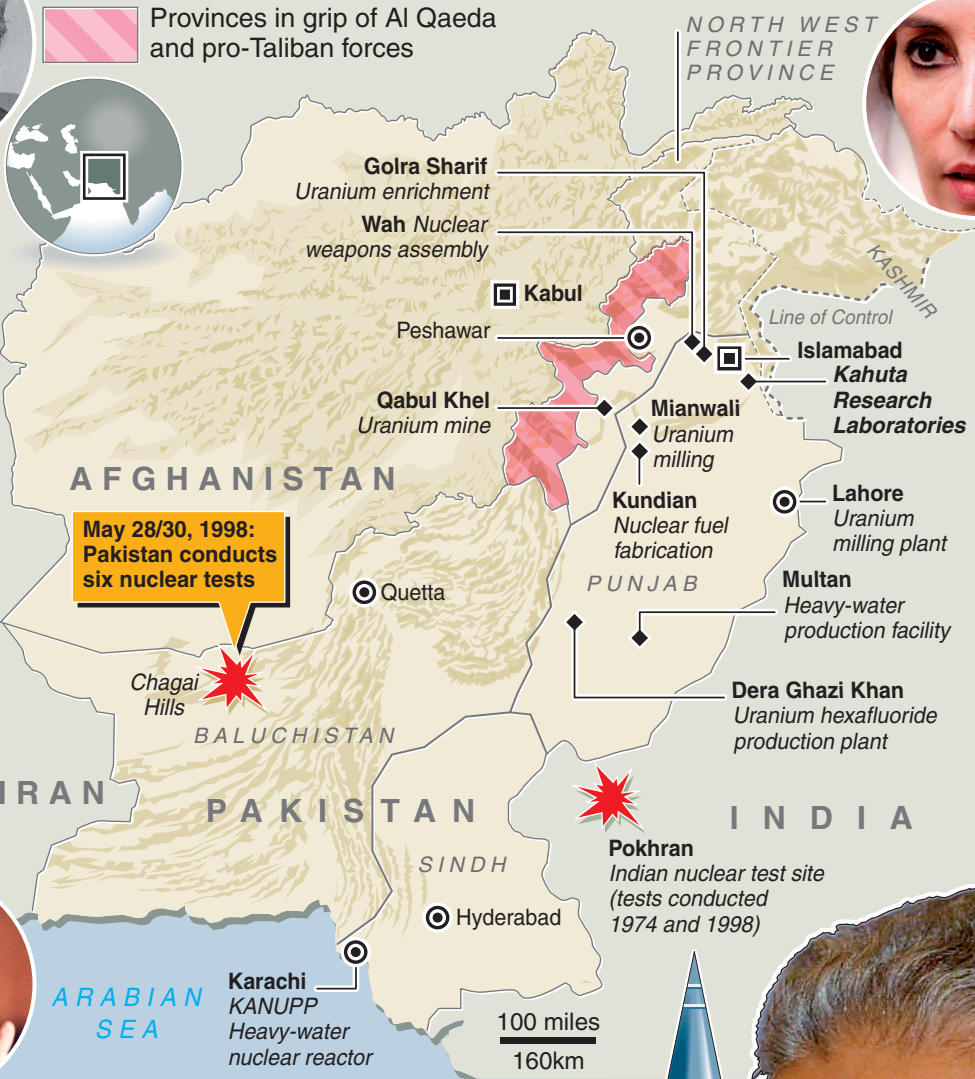 Provinces in grip of Al Qaeda
and pro-Taliban forces
NORTH WEST
FRONTIER
PROVINCE
Golra Sharif
Uranium enrichment
Wah Nuclear
weapons assembly
Kabul
Peshawar
KASHMIR
Line of Control
Islamabad
Kahuta
Research
Laboratories
Qabul Khel
Uranium mine
Mianwali
Uranium
milling
AFGHANISTAN
Kundian
Nuclear fuel
fabrication
Lahore
Uranium
milling plant
May 28/30, 1998:
Pakistan conducts
six nuclear tests
Quetta
PUNJAB
Multan
Heavy-water
production facility
Chagai
Hills
Dera Ghazi Khan
Uranium hexafluoride
production plant
BALUCHISTAN
IRAN
PAKISTAN
INDIA
SINDH
Pokhran
Indian nuclear test site
(tests conducted
1974 and 1998)
Hyderabad
Karachi
KANUPP
Heavy-water
nuclear reactor
ARABIAN
SEA
100 miles
160km